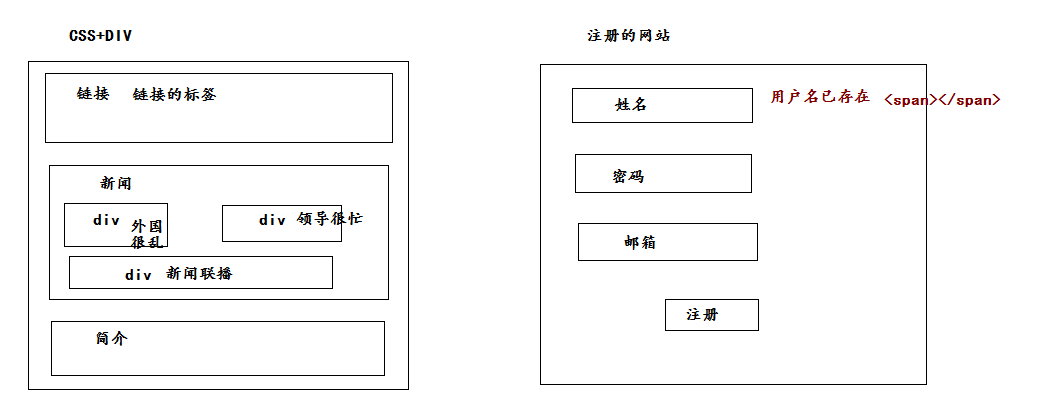 CSS+DIV
链接 链接的标签
新闻
div 外国
很乱
div 领导很忙
div 新闻联播
简介
注册的网站
姓名
用户名已存在 <span></span>
密码
邮箱
注册